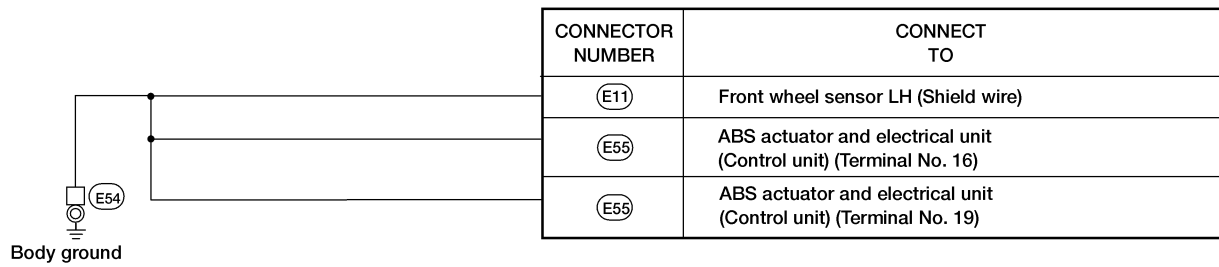 CONNECTOR
NUMBER
CONNECT
TO
E11
Front wheel sensor LH (Shield wire)
E55
ABS actuator and electrical unit
(Control unit) (Terminal No. 16)
E55
ABS actuator and electrical unit
(Control unit) (Terminal No. 19)
E54
Body ground